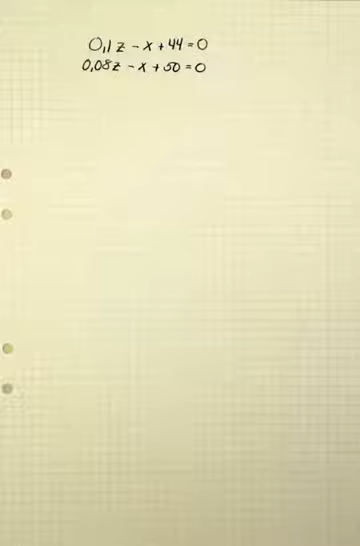 0,1z - x + 44 = 0
0,08z - x + 50 = 0